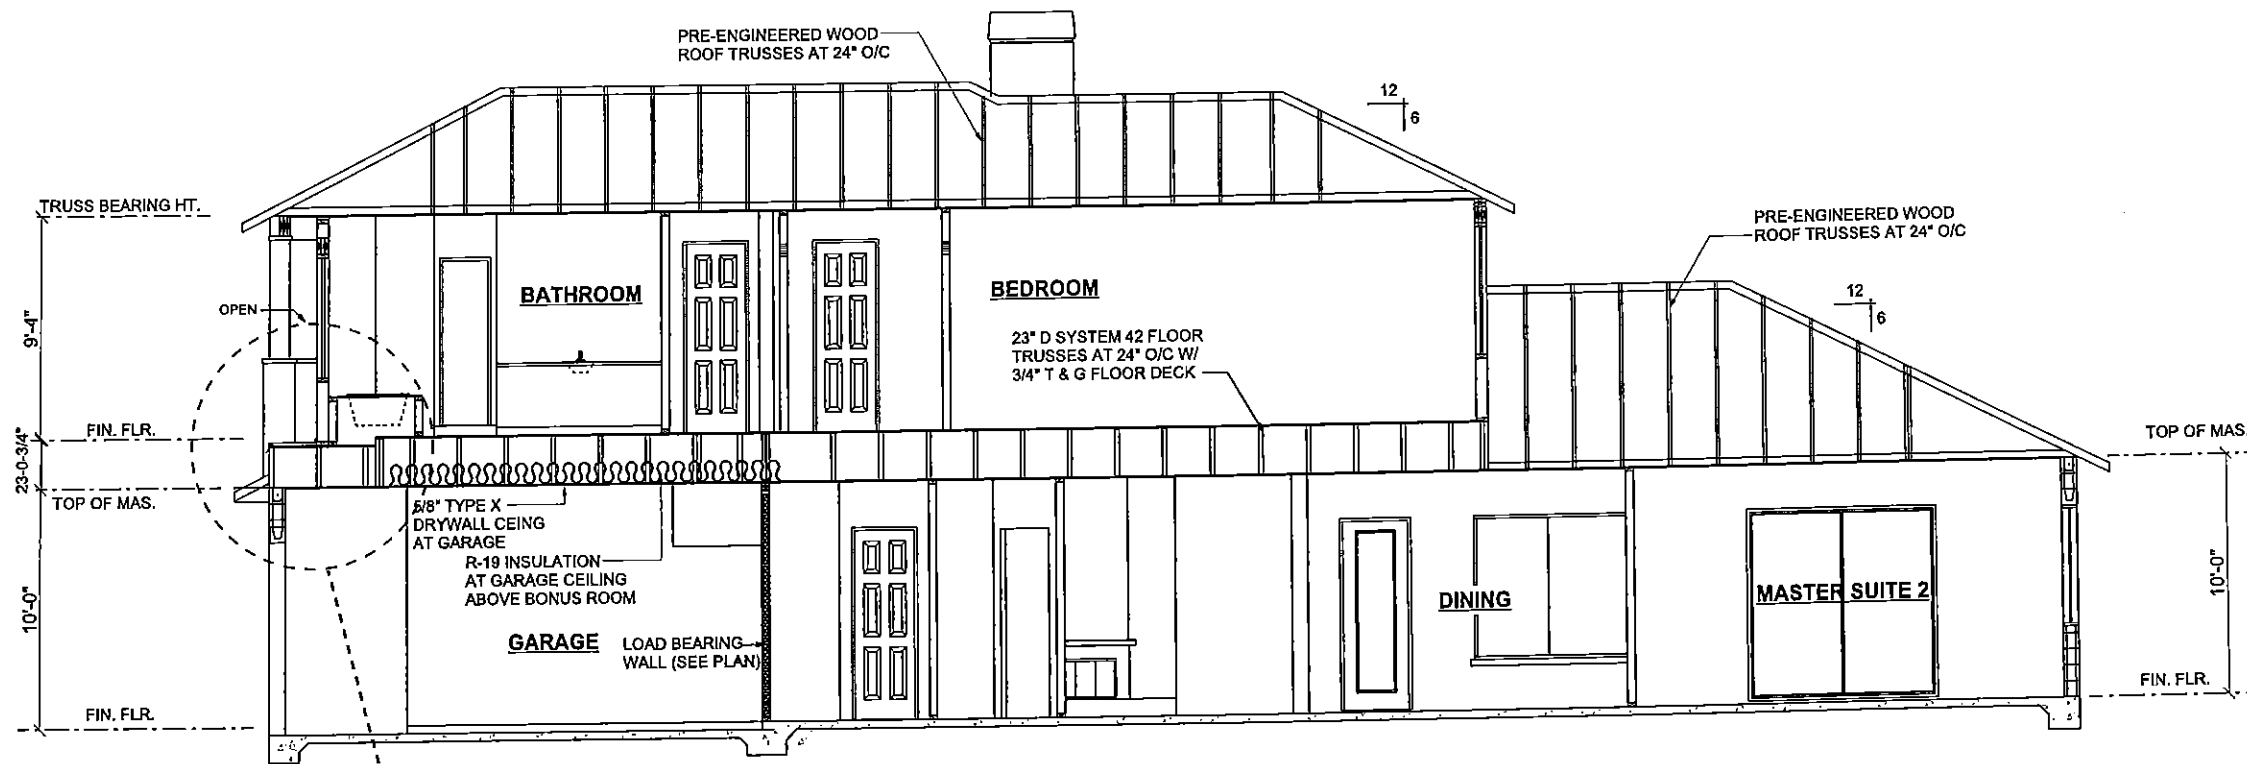 PRE-ENGINEERED WOOD
ROOF TRUSSES AT 24" O/C
12
6
TRUSS BEARING HT.
PRE-ENGINEERED WOOD
ROOF TRUSSES AT 24" O/C
12
6
OPEN
BATHROOM
BEDROOM
9'-4"
23" D SYSTEM 42 FLOOR
TRUSSES AT 24" O/C W/
3/4" T & G FLOOR DECK
FIN. FLR.
TOP OF MAS.
23-0-3/4"
TOP OF MAS.
5/8" TYPE X
DRYWALL CEING
AT GARAGE
R-19 INSULATION
AT GARAGE CEILING
ABOVE BONUS ROOM
10'-0"
10'-0"
GARAGE
LOAD BEARING
WALL (SEE PLAN)
DINING
MASTER SUITE 2
FIN. FLR.
FIN. FLR.